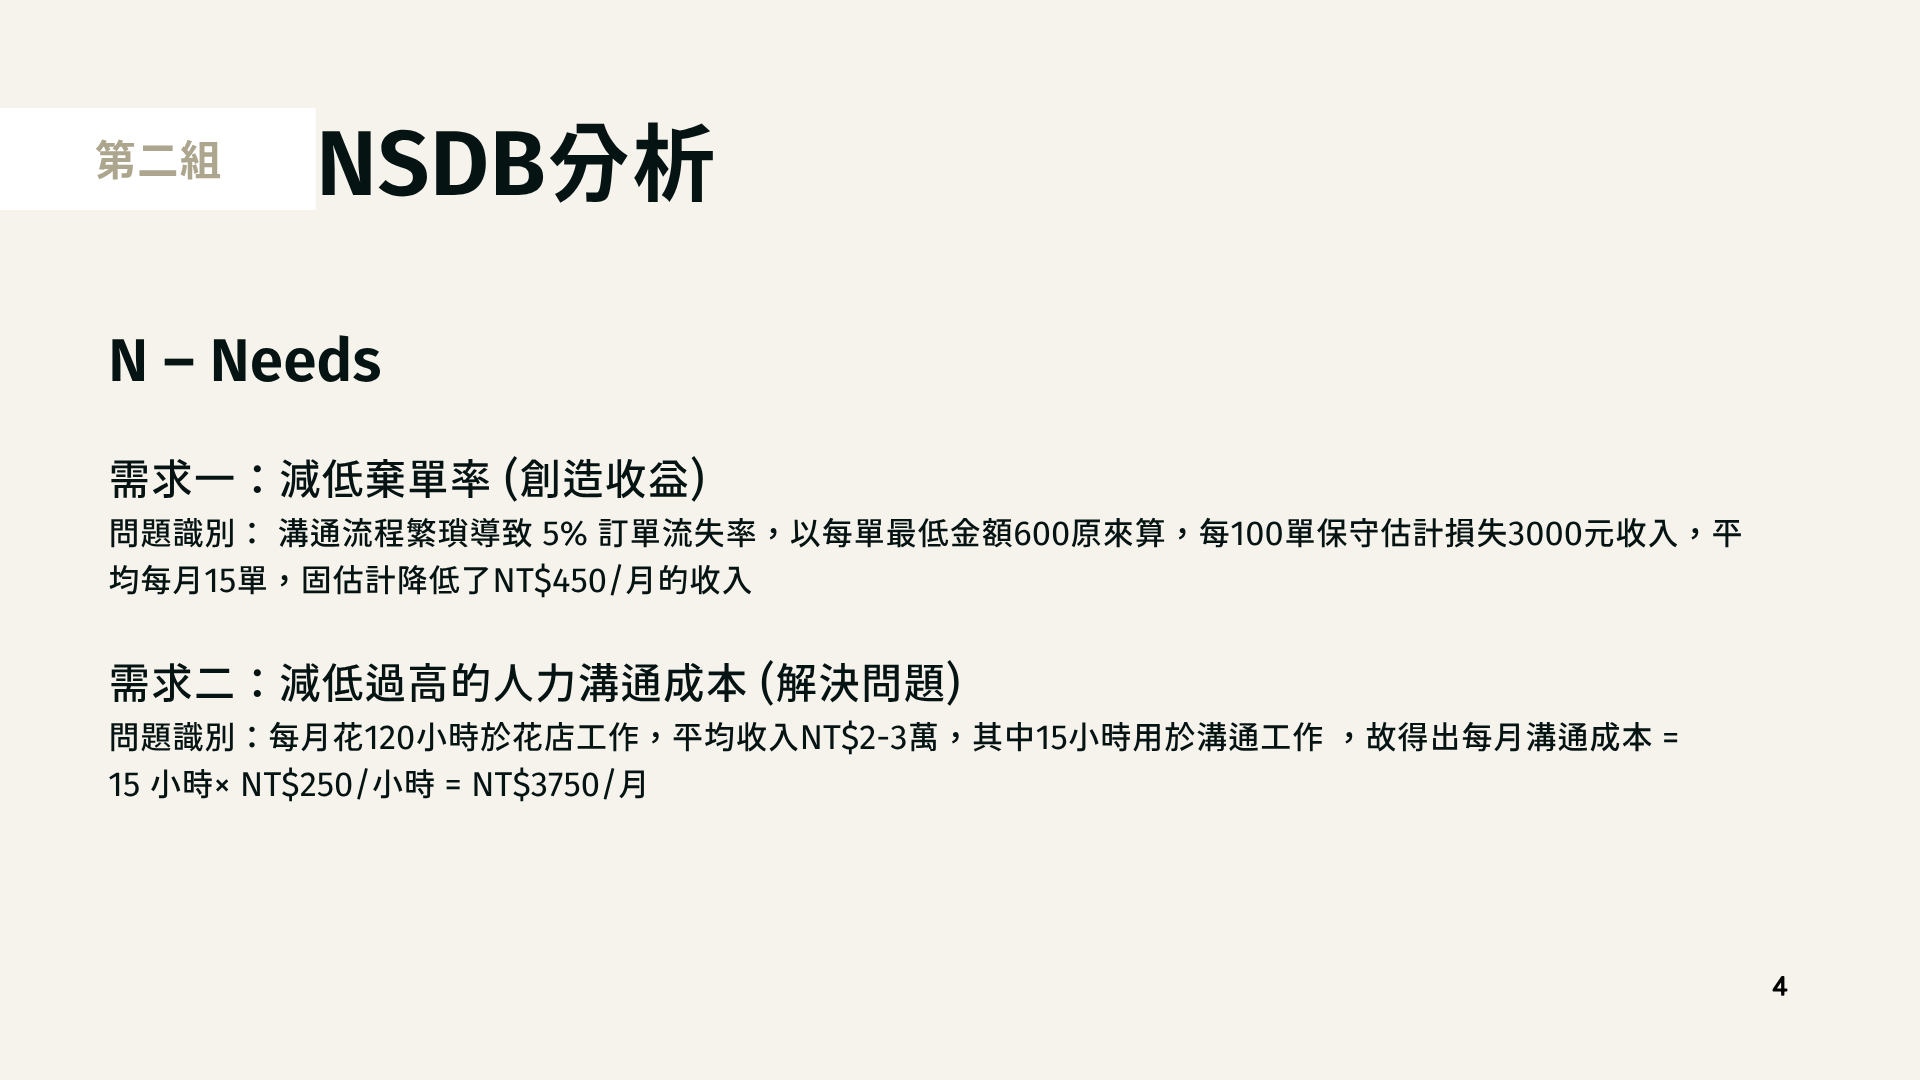 第二組
NSDB分析
N – Needs
需求一：減低棄單率 (創造收益)
問題識別： 溝通流程繁瑣導致 5% 訂單流失率，以每單最低金額600原來算，每100單保守估計損失3000元收入，平
均每月15單，固估計降低了NT$450/月的收入
需求二：減低過高的人力溝通成本 (解決問題)
問題識別：每月花120小時於花店工作，平均收入NT$2-3萬，其中15小時用於溝通工作 ，故得出每月溝通成本 =
15 小時× NT$250/小時 = NT$3750/月
4